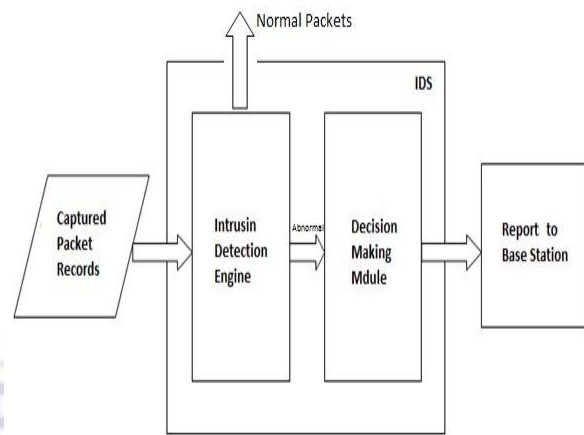 Normal Packets
IDS
Captured
Packet
Records
Intrusin
Detection
Engine
Abnormal
Decision
Making
Mdule
Report to
Base Station